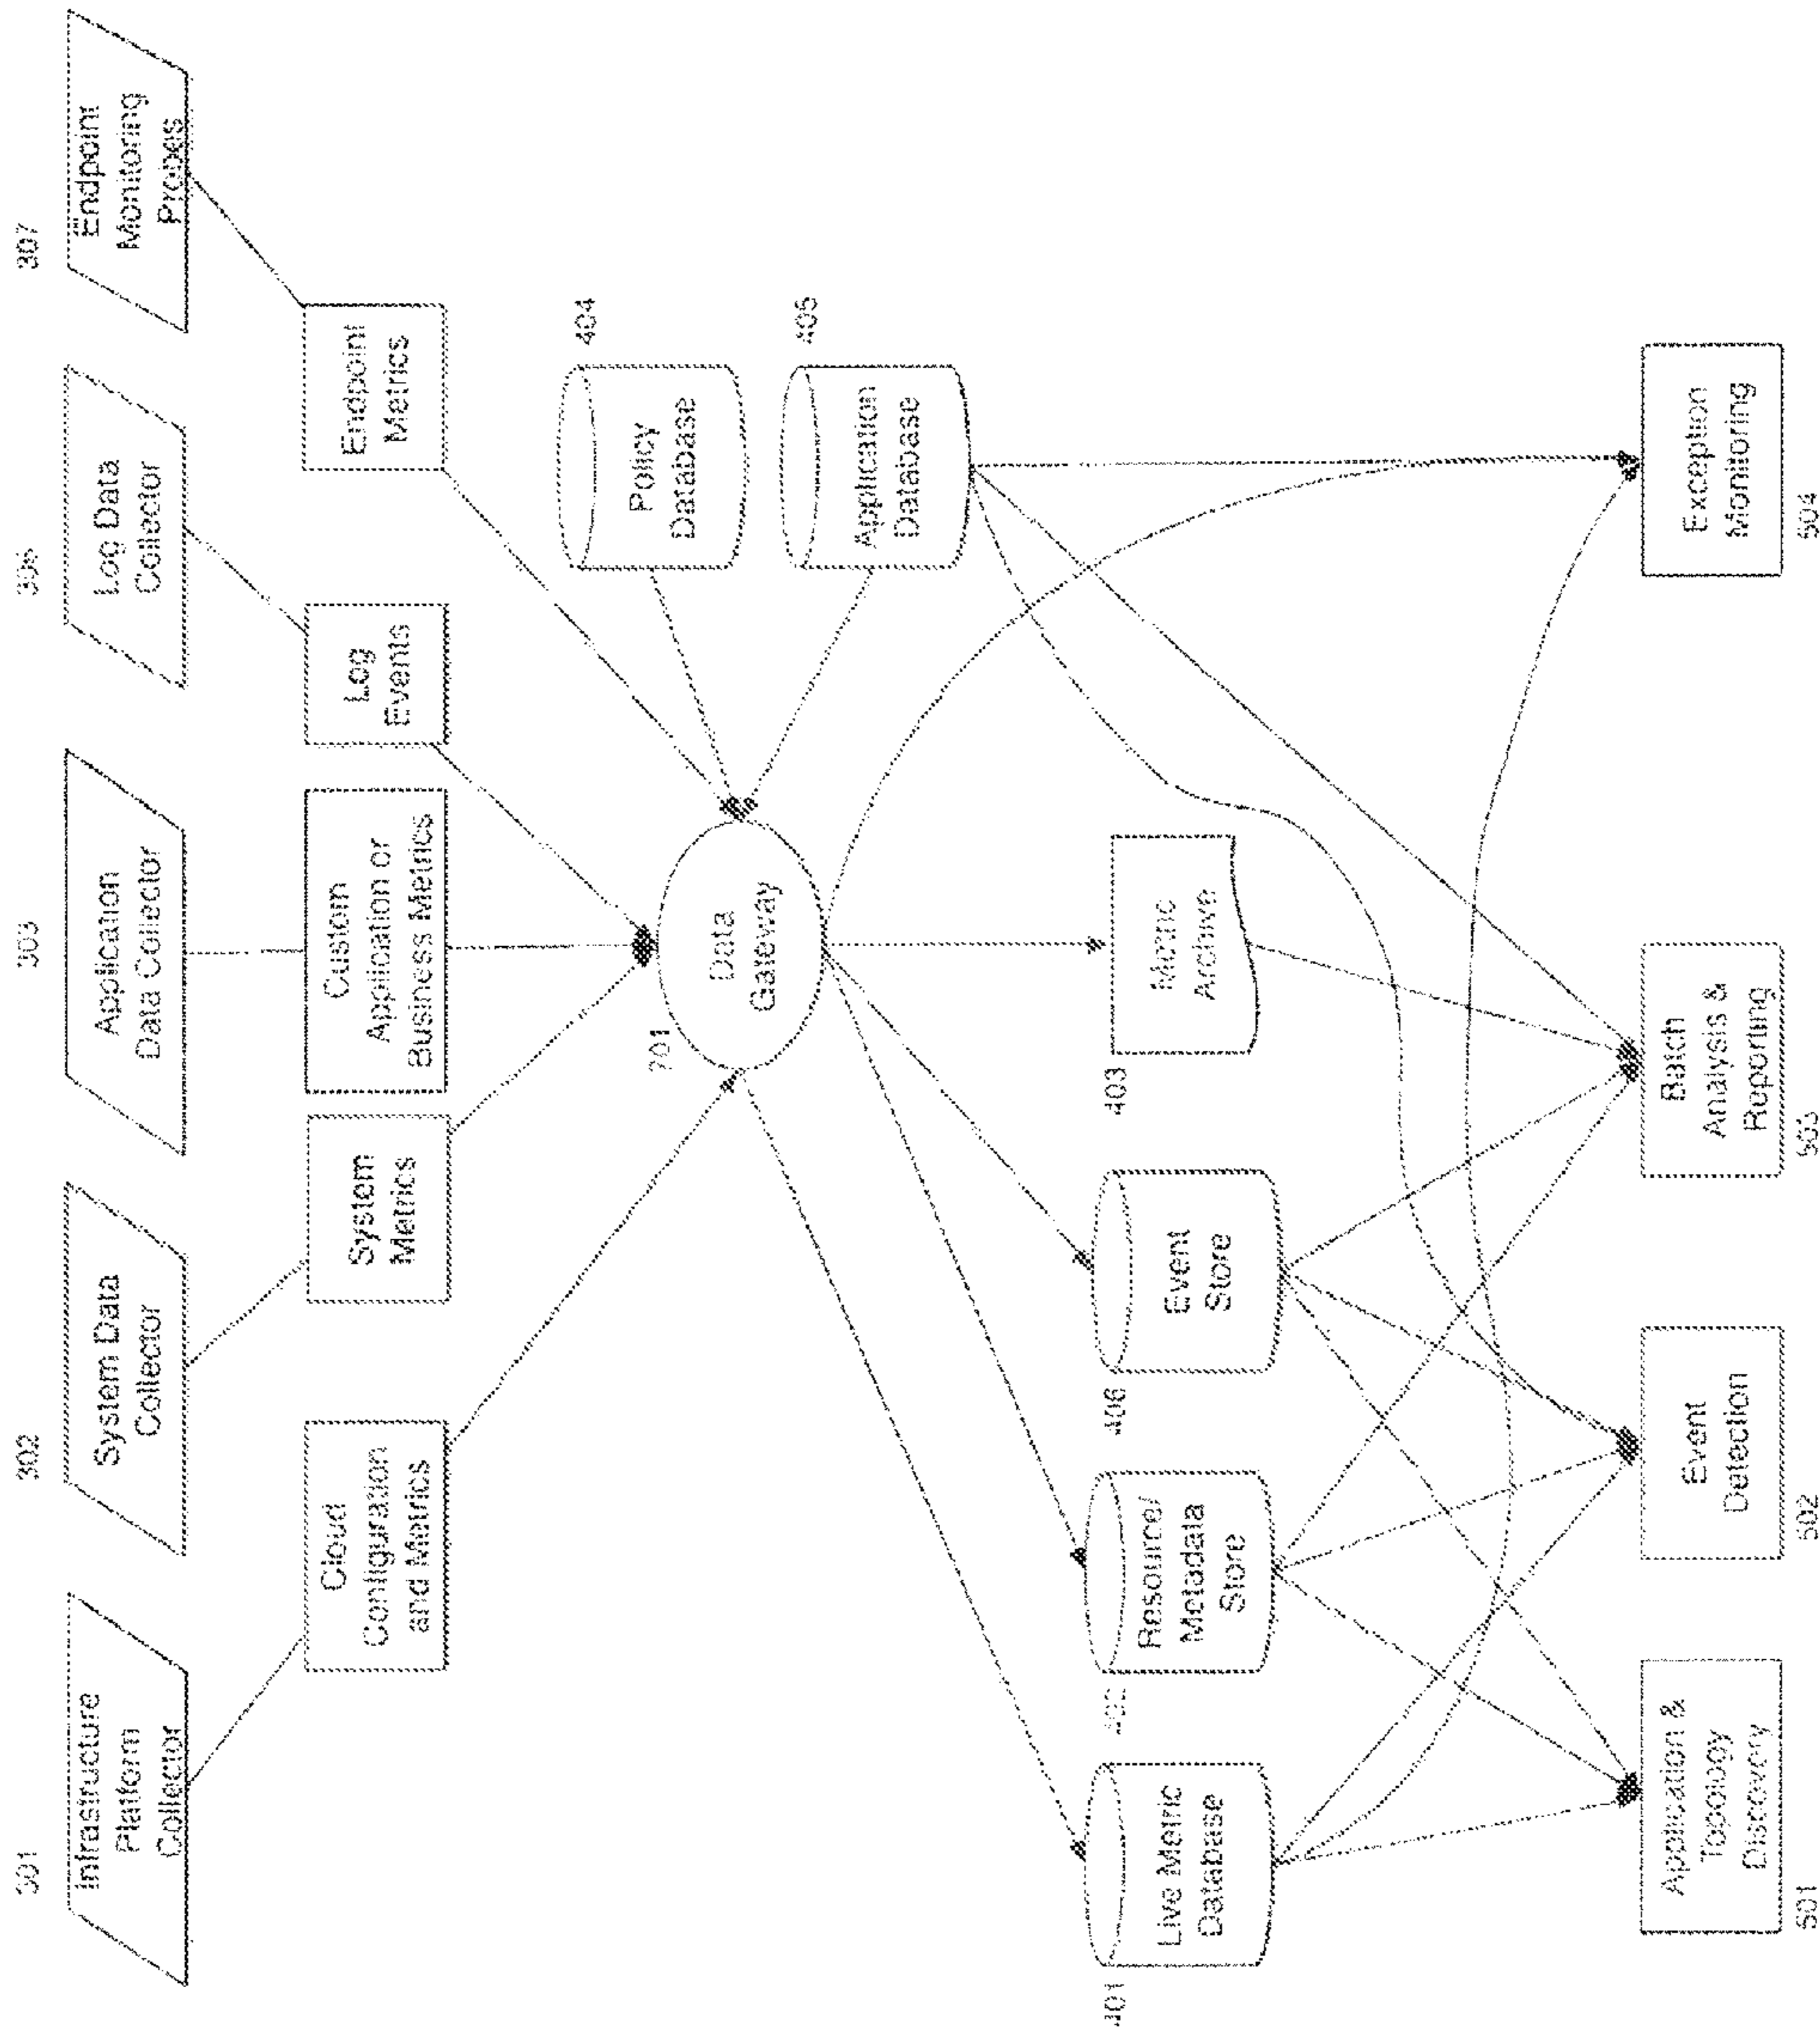 301
302
303
307
Infrastructure
Platform
Collector
System Data
Collector
Application
Data Collector
Log Data
Collector
Endpoint
Monitoring
Probes
Cloud
Configuration
and Metrics
System
Metrics
Custom
Application or
Business Metrics
Log
Events
Endpoint
Metrics
404
Policy
Database
701
Data
Gateway
405
Application
Database
401
Live Metric
Database
Resource/
Metadata
Store
406
Event
Store
403
Metric
Archive
Application &
Topology
Discovery
Event
Detection
Batch
Analysis &
Reporting
Exception
Monitoring
501
502
503
504